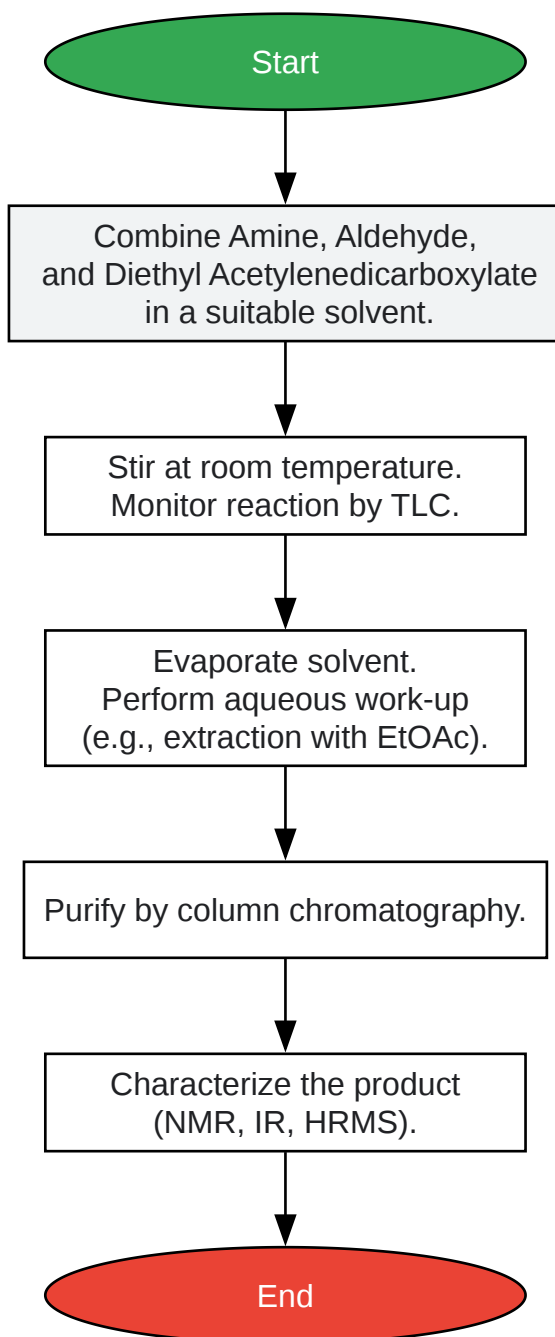 Start
Combine Amine, Aldehyde,
and Diethyl Acetylenedicarboxylate
in a suitable solvent.
Stir at room temperature.
Monitor reaction by TLC.
Evaporate solvent.
Perform aqueous work-up
(e.g., extraction with EtOAc).
Purify by column chromatography.
Characterize the product
(NMR, IR, HRMS).
End